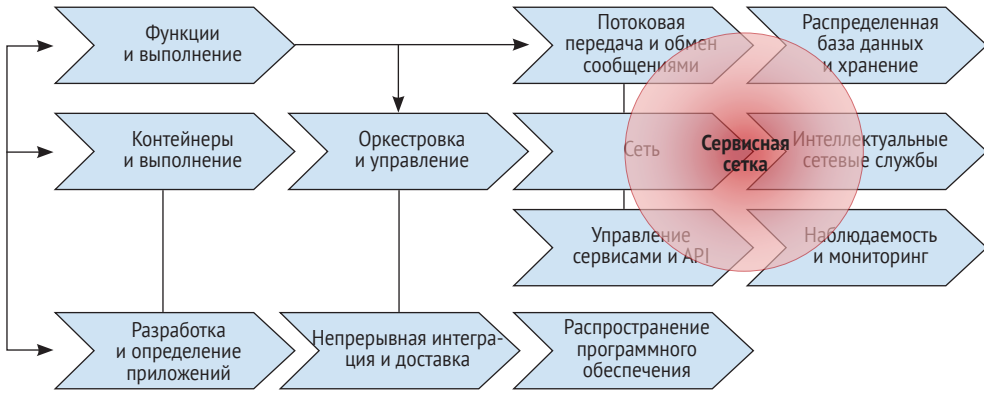 Функции
и выполнение
Потоковая
передача и обмен
сообщениями
Распределенная
база данных
и хранение
Контейнеры
и выполнение
Оркестровка
и управление
Сеть
Сервисная
сетка
Интеллектуальные
сетевые службы
Управление
сервисами и API
Наблюдаемость
и мониторинг
Разработка
и определение
приложений
Непрерывная интегра-
ция и доставка
Распространение
программного
обеспечения